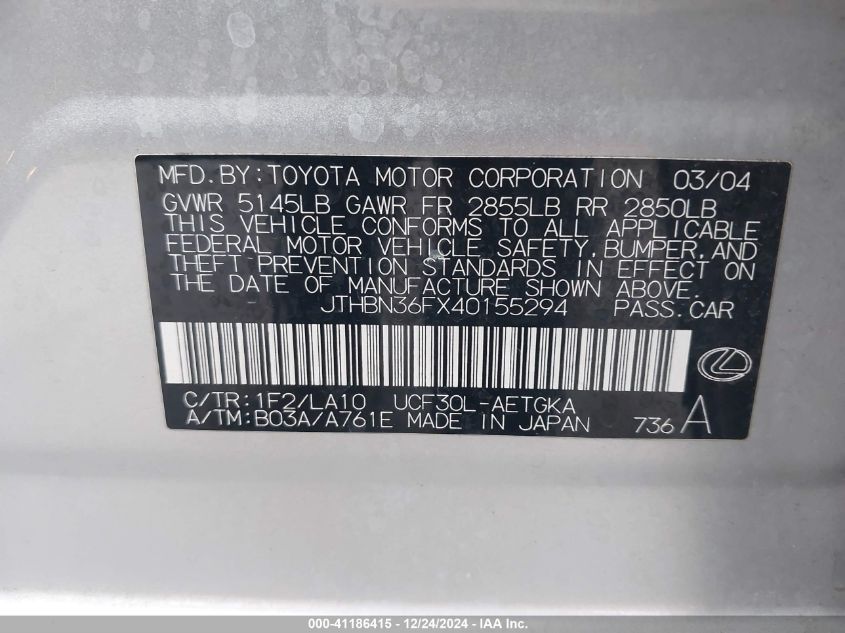 MFD. BY: TOYOTA MOTOR CORPORATION 03/04
GVWR 5145LB GAWR FR 2855LB RR 2850LB
THIS VEHICLE CONFORMS TO ALL APPLICABLE
FEDERAL MOTOR VEHICLE SAFETY, BUMPER, AND
THEFT PREVENTION STANDARDS IN EFFECT ON
THE DATE OF MANUFACTURE SHOWN ABOVE.
JTHBN36FX40155294 PASS. CAR
C/TR: 1F2/LA10 UCF30L-AETGKA
A/TM: B03A/A761E MADE IN JAPAN 736 A
000-41186415 - 12/24/2024 - IAA Inc.